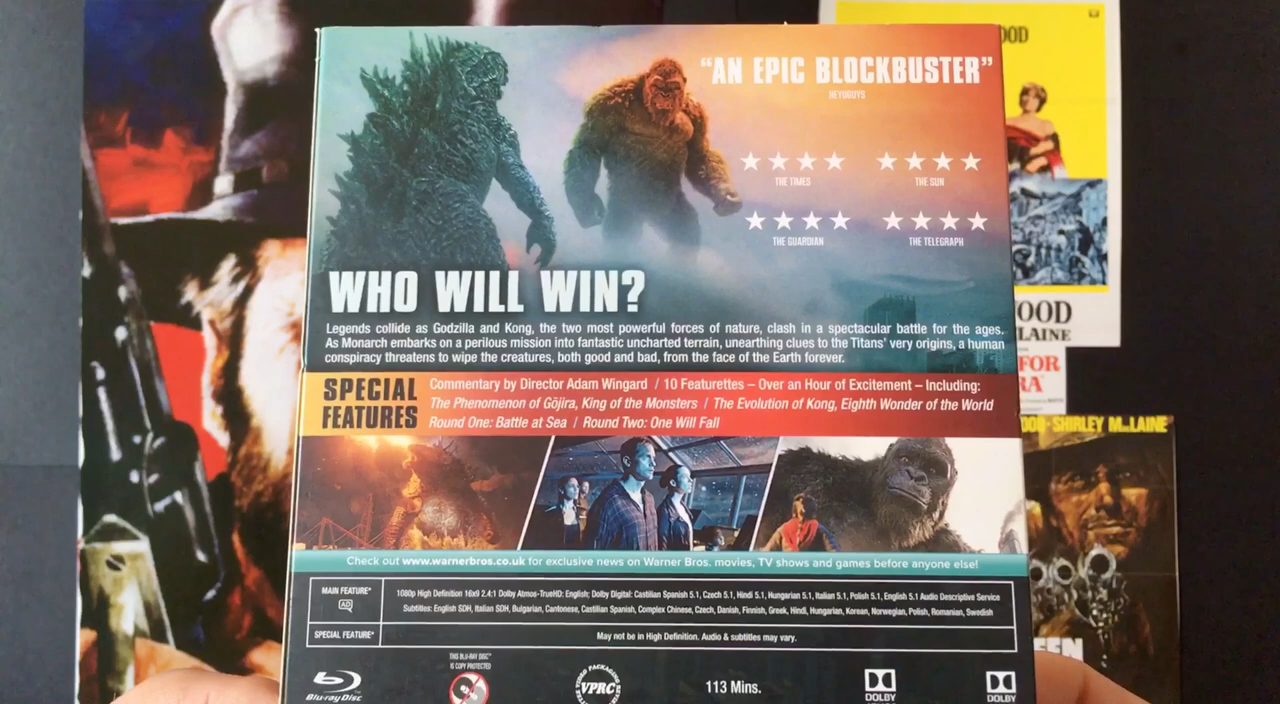 “AN EPIC BLOCKBUSTER”
HEYUGUYS
THE TIMES
THE SUN
THE GUARDIAN
THE TELEGRAPH
WHO WILL WIN?
Legends collide as Godzilla and Kong, the two most powerful forces of nature, clash in a spectacular battle for the ages.
As Monarch embarks on a perilous mission into fantastic uncharted terrain, unearthing clues to the Titans' very origins, a human
conspiracy threatens to wipe the creatures, both good and bad, from the face of the Earth forever.
SPECIAL
FEATURES
Commentary by Director Adam Wingard / 10 Featurettes – Over an Hour of Excitement – Including:
The Phenomenon of Gōjira, King of the Monsters / The Evolution of Kong, Eighth Wonder of the World
Round One: Battle at Sea / Round Two: One Will Fall
Check out www.warnerbros.co.uk for exclusive news on Warner Bros. movies, TV shows and games before anyone else!
MAIN FEATURE*
AD
1080p High Definition 16x9 2.4:1 Dolby Atmos-TrueHD: English; Dolby Digital: Castilian Spanish 5.1, Czech 5.1, Hindi 5.1, Hungarian 5.1, Italian 5.1, Polish 5.1, English 5.1 Audio Descriptive Service
Subtitles: English SDH, Italian SDH, Bulgarian, Cantonese, Castilian Spanish, Complex Chinese, Czech, Danish, Finnish, Greek, Hindi, Hungarian, Korean, Norwegian, Polish, Romanian, Swedish
SPECIAL FEATURE*
May not be in High Definition. Audio & subtitles may vary.
Blu-ray Disc™
THIS BLU-RAY DISC™
IS COPY PROTECTED
VIDEO PACKAGING
VPRC
113 Mins.
DOLBY
DOLBY
OOD
OOD
LAINE
FOR
RA
OOD·SHIRLEY MacLAINE
EEN